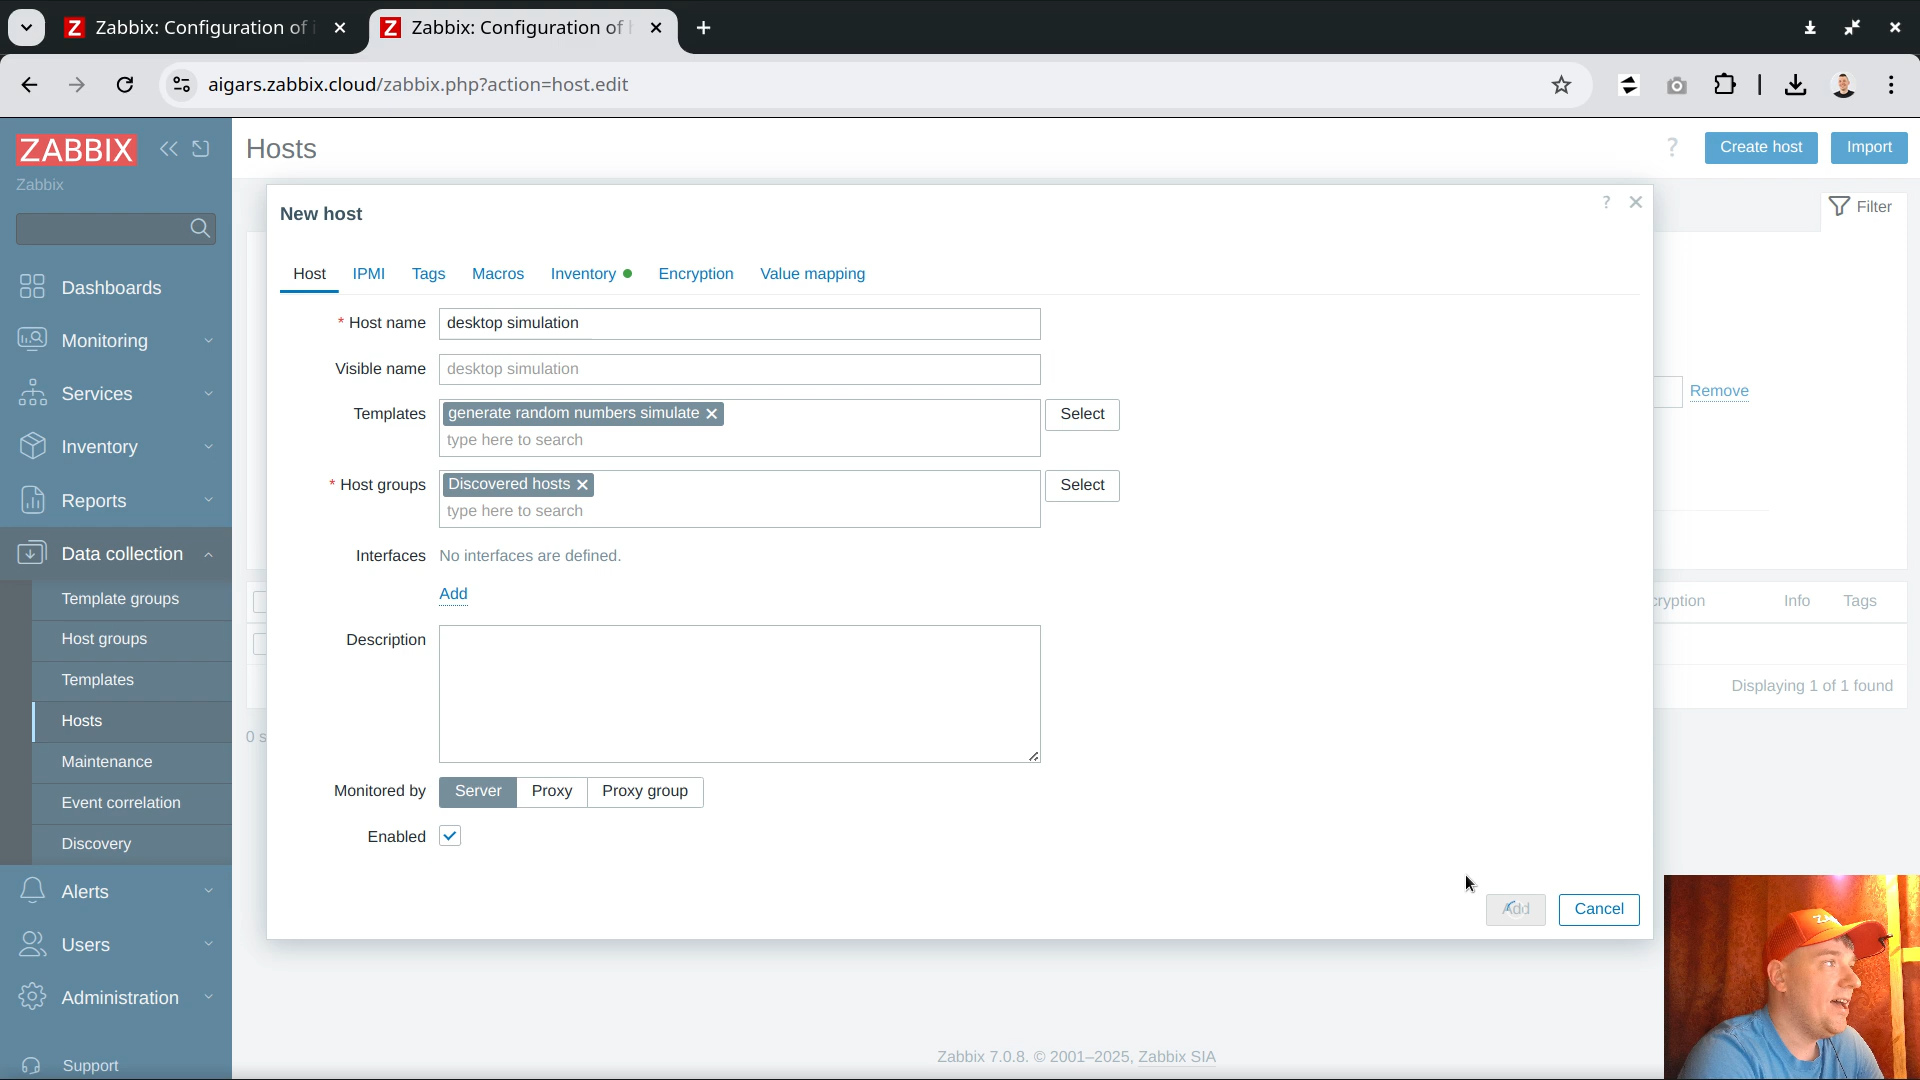 Zabbix: Configuration of
Zabbix: Configuration of
aigars.zabbix.cloud/zabbix.php?action=host.edit
ZABBIX
Zabbix
Dashboards
Monitoring
Services
Inventory
Reports
Data collection
Template groups
Host groups
Templates
Hosts
Maintenance
Event correlation
Discovery
Alerts
Users
Administration
Support
Hosts
? Create host Import
Filter
New host
?
Host IPMI Tags Macros Inventory Encryption Value mapping
* Host name desktop simulation
Visible name desktop simulation
Templates generate random numbers simulate Select
type here to search
Remove
* Host groups Discovered hosts Select
type here to search
Interfaces No interfaces are defined.
Add
cryption Info Tags
Description
Displaying 1 of 1 found
0 s
Monitored by Server Proxy Proxy group
Enabled
Add Cancel
Zabbix 7.0.8. © 2001–2025, Zabbix SIA